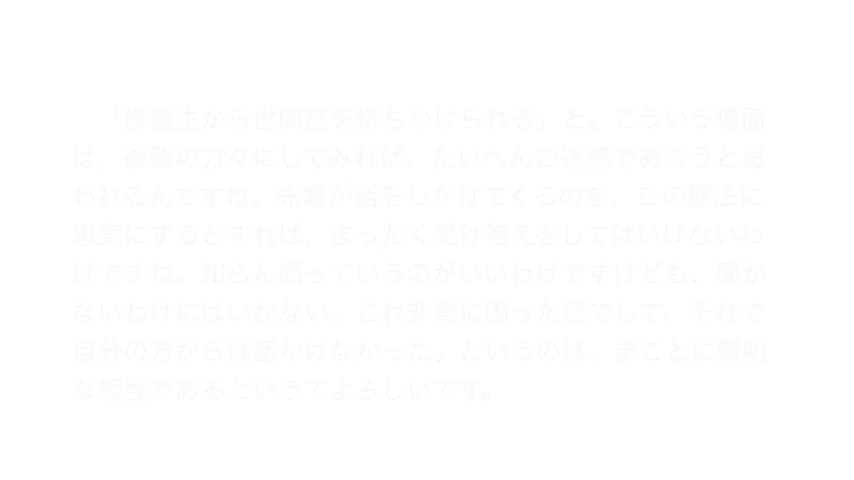 「修養生から世間話を持ちかけられる」と。こういう場面
は、後輩の方々にしてみれば、たいへんご迷惑であろうと思
われるんですね。先輩が話をしかけてくるのを、この療法に
忠実にするとすれば、まったく受け答えをしてはいけないわ
けですね。知らん顔っていうのがいいわけですけども、聞か
ないわけにはいかない。これ非常に困った話でして、それで
自分の方からは話かけなかった。というのは、まことに賢明
な態度であるというてよろしいです。